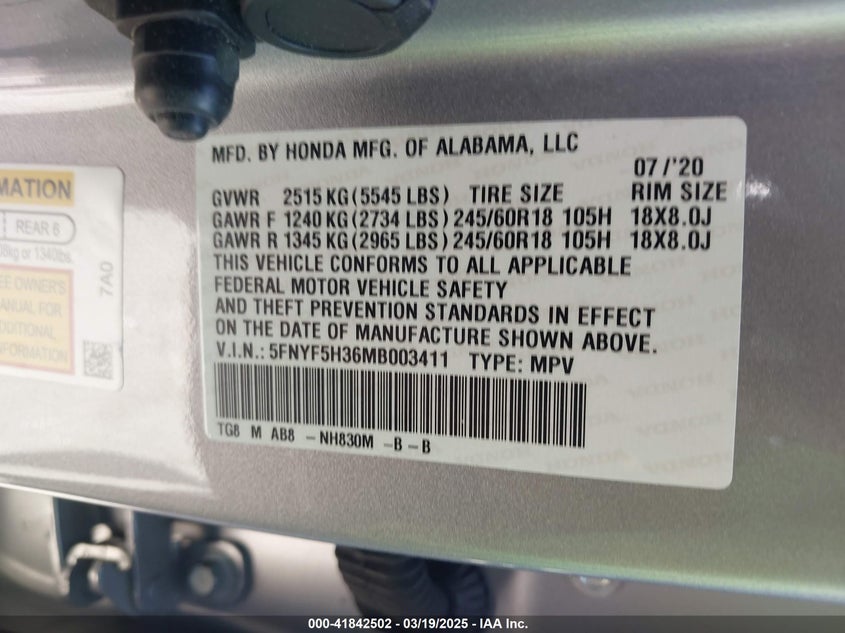 MFD. BY HONDA MFG. OF ALABAMA, LLC
07 /'20
GVWR 2515 KG (5545 LBS) TIRE SIZE RIM SIZE
GAWR F 1240 KG (2734 LBS) 245/60R18 105H 18X8.0J
GAWR R 1345 KG (2965 LBS) 245/60R18 105H 18X8.0J
THIS VEHICLE CONFORMS TO ALL APPLICABLE
FEDERAL MOTOR VEHICLE SAFETY
AND THEFT PREVENTION STANDARDS IN EFFECT
ON THE DATE OF MANUFACTURE SHOWN ABOVE.
V.I.N.: 5FNYF5H36MB003411 TYPE: MPV
TG8 M AB8 - NH830M - B - B
MATION
REAR 6
kg or 1340lbs.
OWNER'S
FOR
7A0
000-41842502 - 03/19/2025 - IAA Inc.